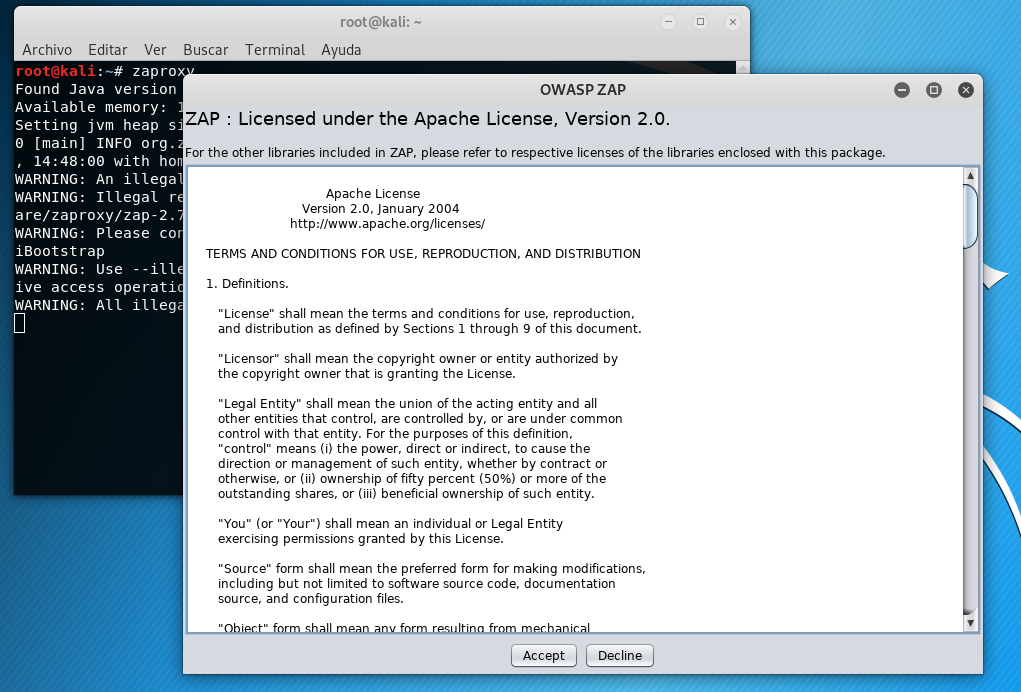 root@kali: ~
Archivo Editar Ver Buscar Terminal Ayuda
root@kali:~# zaproxy
Found Java version
Available memory: 1
Setting jvm heap si
0 [main] INFO org.z
, 14:48:00 with hom
WARNING: An illegal
WARNING: Illegal re
are/zaproxy/zap-2.7
WARNING: Please con
iBootstrap
WARNING: Use --ille
ive access operatio
WARNING: All illega
OWASP ZAP
ZAP : Licensed under the Apache License, Version 2.0.
For the other libraries included in ZAP, please refer to respective licenses of the libraries enclosed with this package.
Apache License
Version 2.0, January 2004
http://www.apache.org/licenses/
TERMS AND CONDITIONS FOR USE, REPRODUCTION, AND DISTRIBUTION
1. Definitions.
"License" shall mean the terms and conditions for use, reproduction,
and distribution as defined by Sections 1 through 9 of this document.
"Licensor" shall mean the copyright owner or entity authorized by
the copyright owner that is granting the License.
"Legal Entity" shall mean the union of the acting entity and all
other entities that control, are controlled by, or are under common
control with that entity. For the purposes of this definition,
"control" means (i) the power, direct or indirect, to cause the
direction or management of such entity, whether by contract or
otherwise, or (ii) ownership of fifty percent (50%) or more of the
outstanding shares, or (iii) beneficial ownership of such entity.
"You" (or "Your") shall mean an individual or Legal Entity
exercising permissions granted by this License.
"Source" form shall mean the preferred form for making modifications,
including but not limited to software source code, documentation
source, and configuration files.
"Object" form shall mean any form resulting from mechanical
Accept Decline